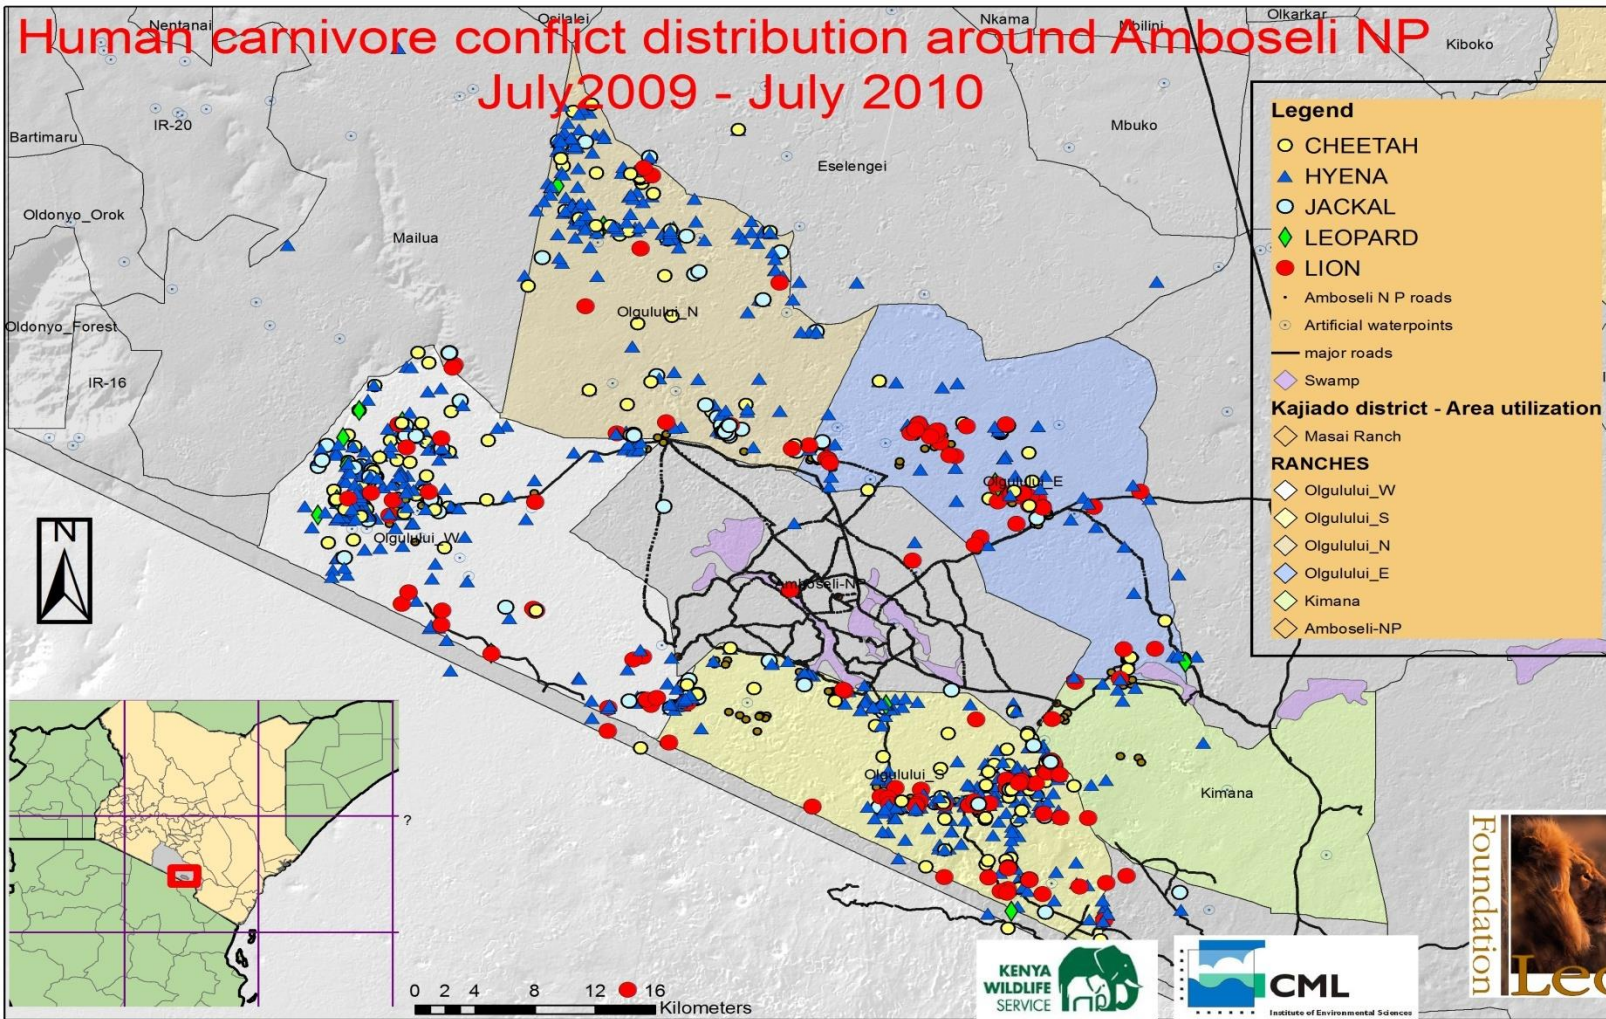 Human carnivore conflict distribution around Amboseli NP
July2009 - July 2010
Nentanai
Osilalei
Nkama
Mbilini
Olkarkar
Kiboko
Bartimaru
IR-20
Mbuko
Eselengei
Oldonyo_Orok
Mailua
Oldonyo_Forest
Olgulului_N
IR-16
Olgulului_E
Olgulului_W
Amboseli-NP
Olgulului_S
Kimana
Legend
CHEETAH
HYENA
JACKAL
LEOPARD
LION
Amboseli N P roads
Artificial waterpoints
major roads
Swamp
Kajiado district - Area utilization
Masai Ranch
RANCHES
Olgulului_W
Olgulului_S
Olgulului_N
Olgulului_E
Kimana
Amboseli-NP
N
?
0 2 4 8 12 16
Kilometers
KENYA
WILDLIFE
SERVICE
CML
Institute of Environmental Sciences
Foundation
Leo